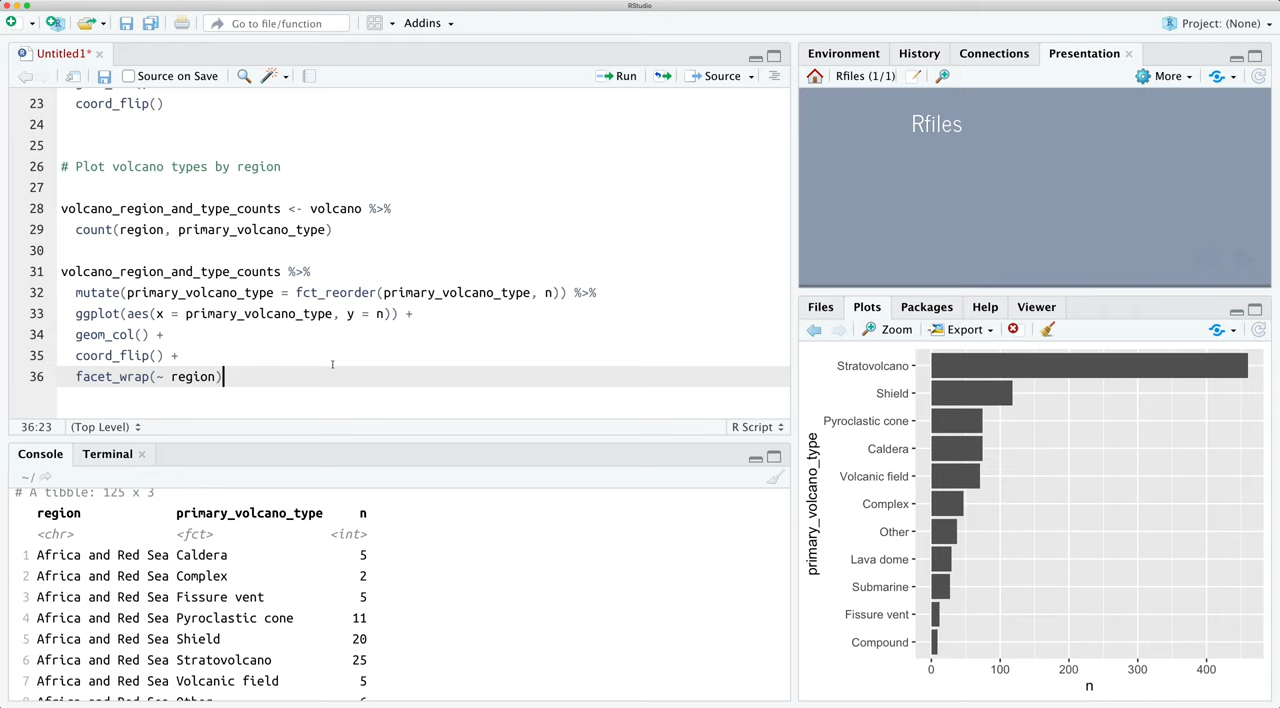 RStudio
Go to file/function
Addins
Project: (None)
Untitled1*
Source on Save
Run
Source
23 coord_flip()
24
25
26 # Plot volcano types by region
27
28 volcano_region_and_type_counts <- volcano %>%
29 count(region, primary_volcano_type)
30
31 volcano_region_and_type_counts %>%
32 mutate(primary_volcano_type = fct_reorder(primary_volcano_type, n)) %>%
33 ggplot(aes(x = primary_volcano_type, y = n)) +
34 geom_col() +
35 coord_flip() +
36 facet_wrap(~ region)
36:23 (Top Level) R Script
Console Terminal
~/
# A tibble: 125 x 3
region primary_volcano_type n
<chr> <fct> <int>
1 Africa and Red Sea Caldera 5
2 Africa and Red Sea Complex 2
3 Africa and Red Sea Fissure vent 5
4 Africa and Red Sea Pyroclastic cone 11
5 Africa and Red Sea Shield 20
6 Africa and Red Sea Stratovolcano 25
7 Africa and Red Sea Volcanic field 5
Africa and Red Sea Other
Environment History Connections Presentation
Rfiles (1/1) More
Rfiles
Files Plots Packages Help Viewer
Zoom Export
primary_volcano_type
Stratovolcano
Shield
Pyroclastic cone
Caldera
Volcanic field
Complex
Other
Lava dome
Submarine
Fissure vent
Compound
0 100 200 300 400
n